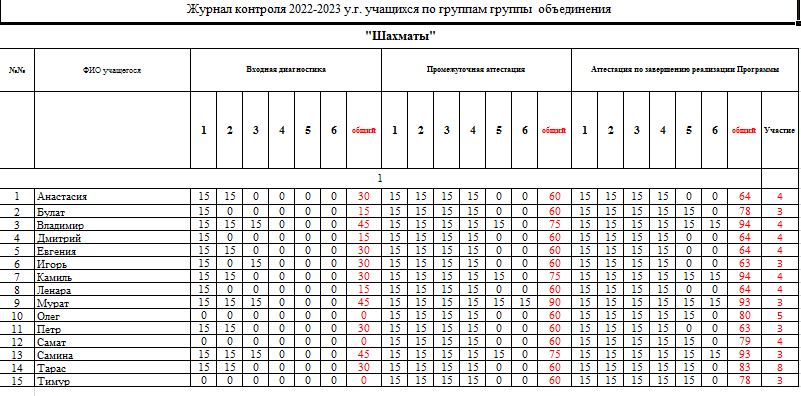 Журнал контроля 2022-2023 у.г. учащихся по группам группы объединения
"Шахматы"
№№ ФИО учащегося Входная диагностика Промежуточная аттестация Аттестация по завершению реализации Программы
1 2 3 4 5 6 общий 1 2 3 4 5 6 общий 1 2 3 4 5 6 общий Участие
1
1 Анастасия 15 15 0 0 0 0 30 15 15 15 15 0 0 60 15 15 15 15 0 0 64 4
2 Булат 15 0 0 0 0 0 15 15 15 15 15 0 0 60 15 15 15 15 15 0 78 3
3 Владимир 15 15 15 0 0 0 45 15 15 15 15 15 0 75 15 15 15 15 15 15 94 4
4 Дмитрий 15 0 0 0 0 0 15 15 15 15 15 0 0 60 15 15 15 15 0 0 64 4
5 Евгения 15 15 0 0 0 0 30 15 15 15 15 0 0 60 15 15 15 15 0 0 64 4
6 Игорь 15 0 15 0 0 0 30 15 15 15 15 0 0 60 15 15 15 15 0 0 63 3
7 Камиль 15 15 0 0 0 0 30 15 15 15 15 15 0 75 15 15 15 15 15 15 94 4
8 Ленара 15 0 0 0 0 0 15 15 15 15 15 0 0 60 15 15 15 15 0 0 64 4
9 Мурат 15 15 15 0 0 0 45 15 15 15 15 15 15 90 15 15 15 15 15 15 93 3
10 Олег 0 0 0 0 0 0 0 15 15 15 15 0 0 60 15 15 15 15 15 0 80 5
11 Петр 15 15 0 0 0 0 30 15 15 15 15 0 0 60 15 15 15 15 0 0 63 3
12 Самат 0 0 0 0 0 0 0 15 15 15 15 0 0 60 15 15 15 15 15 0 79 4
13 Самина 15 15 15 0 0 0 45 15 15 15 15 15 0 75 15 15 15 15 15 15 93 3
14 Тарас 15 15 0 0 0 0 30 15 15 15 15 0 0 60 15 15 15 15 15 0 83 8
15 Тимур 0 0 0 0 0 0 0 15 15 15 15 0 0 60 15 15 15 15 15 0 78 3